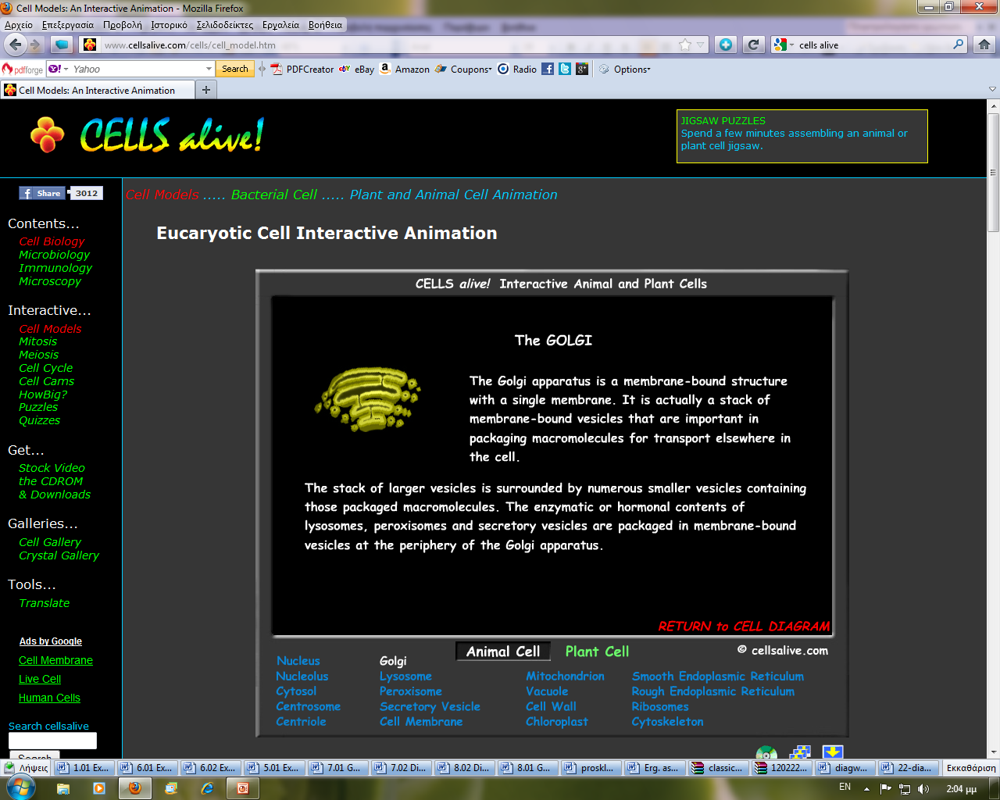 Cell Models: An Interactive Animation - Mozilla Firefox
Αρχείο Επεξεργασία Προβολή Ιστορικό Σελιδοδείκτες Εργαλεία Βοήθεια
www.cellsalive.com/cells/cell_model.htm
cells alive
pdfforge Yahoo Search PDFCreator eBay Amazon Coupons Radio Options
Cell Models: An Interactive Animation
CELLS alive!
JIGSAW PUZZLES
Spend a few minutes assembling an animal or
plant cell jigsaw.
Share 3012
Cell Models ..... Bacterial Cell ..... Plant and Animal Cell Animation
Contents...
Cell Biology
Microbiology
Immunology
Microscopy
Interactive...
Cell Models
Mitosis
Meiosis
Cell Cycle
Cell Cams
HowBig?
Puzzles
Quizzes
Get...
Stock Video
the CDROM
& Downloads
Galleries...
Cell Gallery
Crystal Gallery
Tools...
Translate
Ads by Google
Cell Membrane
Live Cell
Human Cells
Search cellsalive
Search
Eucaryotic Cell Interactive Animation
CELLS alive! Interactive Animal and Plant Cells
The GOLGI
The Golgi apparatus is a membrane-bound structure
with a single membrane. It is actually a stack of
membrane-bound vesicles that are important in
packaging macromolecules for transport elsewhere in
the cell.
The stack of larger vesicles is surrounded by numerous smaller vesicles containing
those packaged macromolecules. The enzymatic or hormonal contents of
lysosomes, peroxisomes and secretory vesicles are packaged in membrane-bound
vesicles at the periphery of the Golgi apparatus.
RETURN to CELL DIAGRAM
Animal Cell Plant Cell © cellsalive.com
Nucleus Golgi
Nucleolus Lysosome Mitochondrion Smooth Endoplasmic Reticulum
Cytosol Peroxisome Vacuole Rough Endoplasmic Reticulum
Centrosome Secretory Vesicle Cell Wall Ribosomes
Centriole Cell Membrane Chloroplast Cytoskeleton
Λήψεις 1.01 Ex... 6.01 Ex... 6.02 Ex... 5.01 Ex... 7.01 G... 7.02 Di... 8.02 Di... 8.01 G... proskl... Erg. as... classic... 120222... diagw... 22-dia... Εκκαθάριση
EN 2:04 μμ